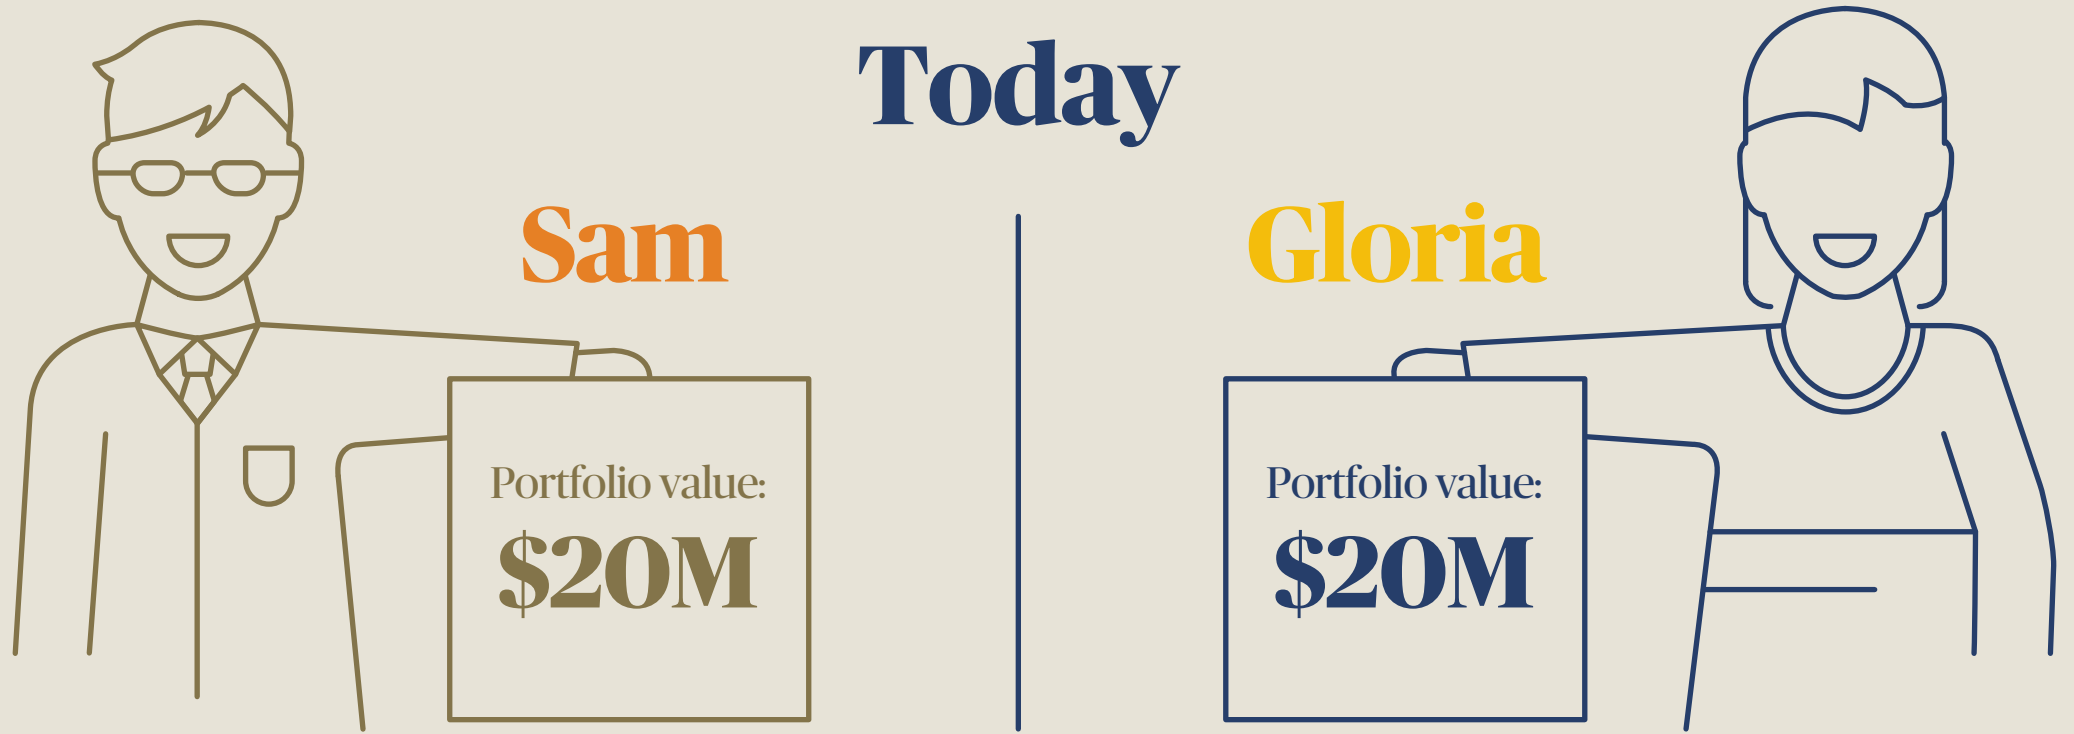 Today
Sam
Gloria
Portfolio value:
$20M
Portfolio value:
$20M